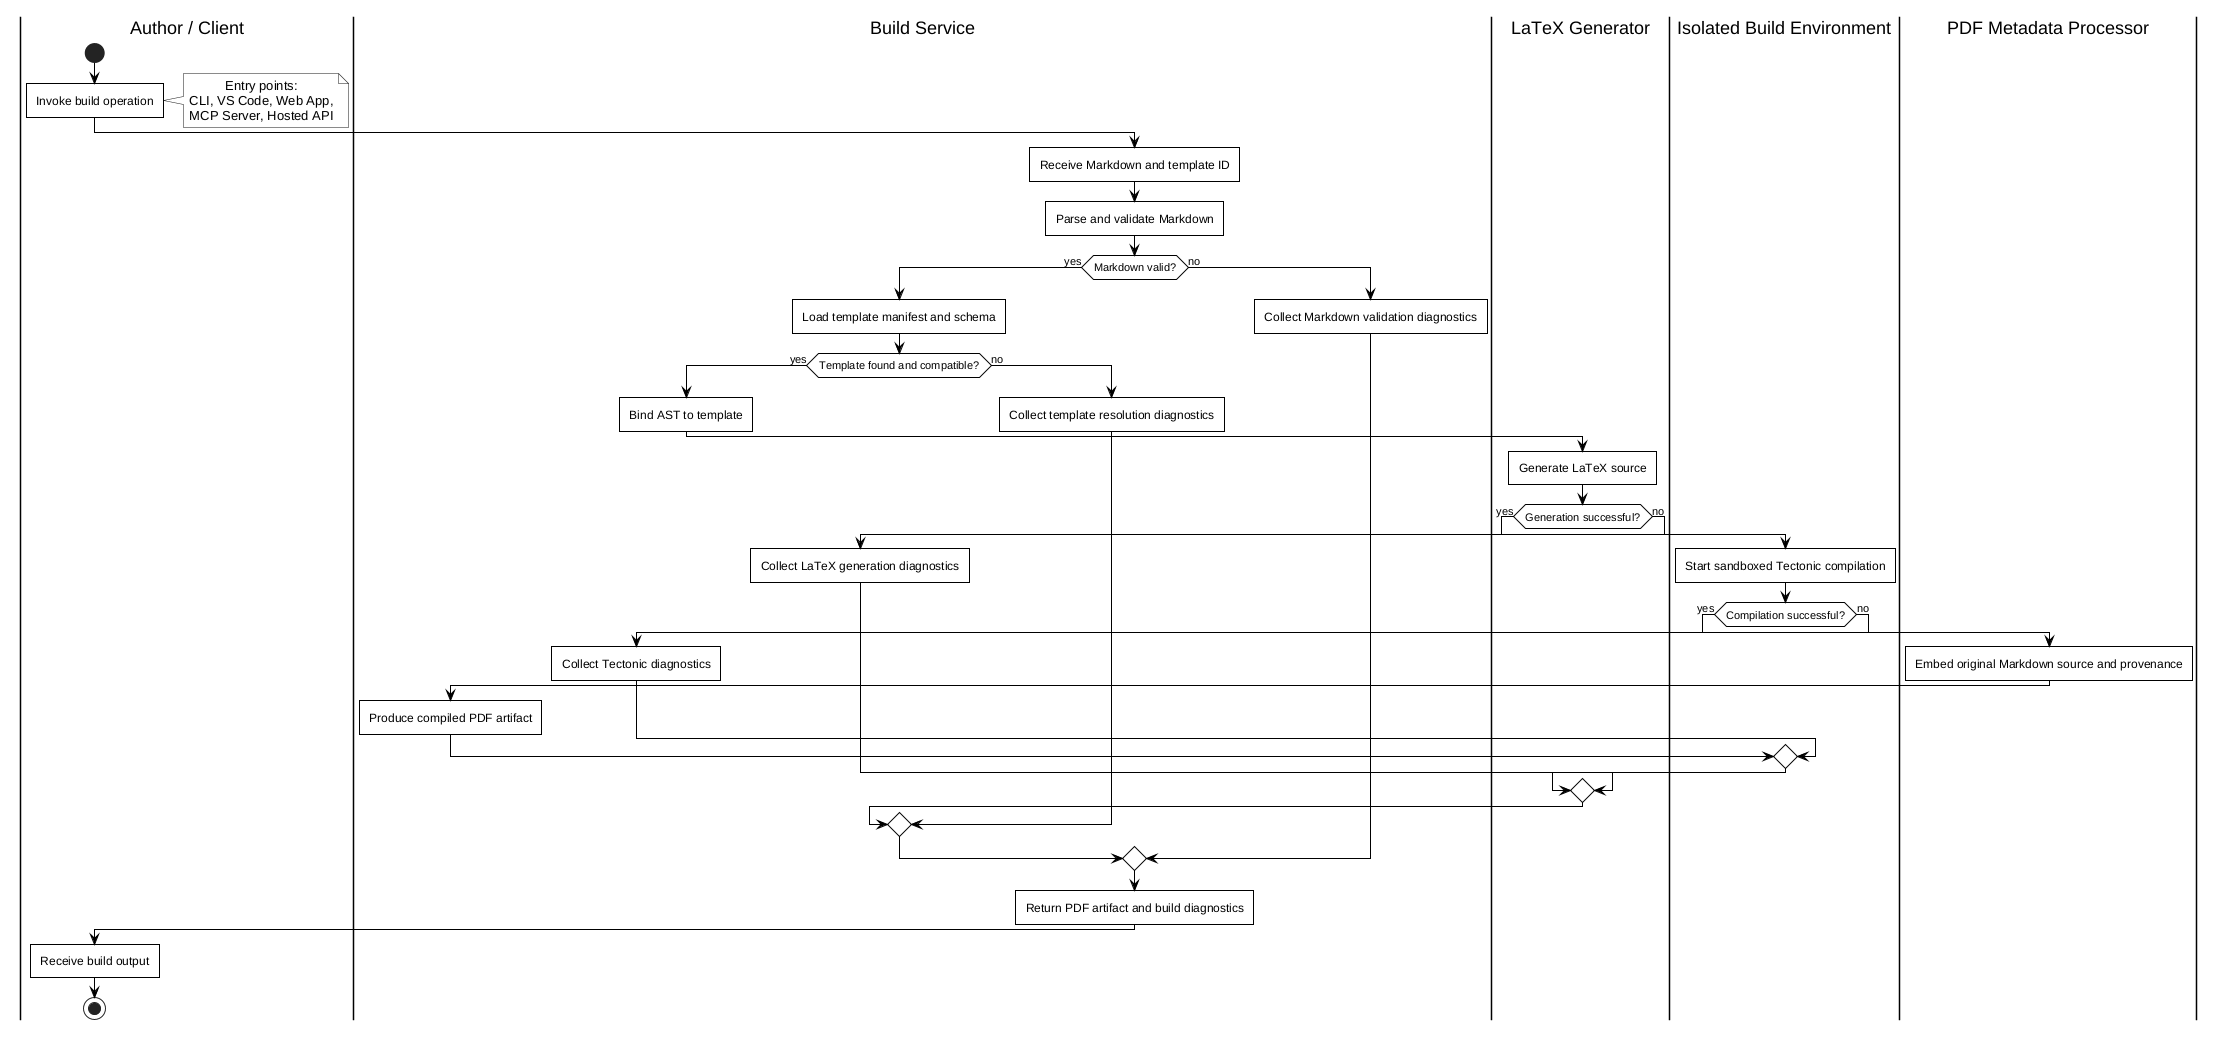 Author / Client
Build Service
LaTeX Generator
Isolated Build Environment
PDF Metadata Processor
Invoke build operation
Entry points:
CLI, VS Code, Web App,
MCP Server, Hosted API
Receive Markdown and template ID
Parse and validate Markdown
yes
Markdown valid?
no
Load template manifest and schema
Collect Markdown validation diagnostics
yes
Template found and compatible?
no
Bind AST to template
Collect template resolution diagnostics
Generate LaTeX source
yes
Generation successful?
no
Collect LaTeX generation diagnostics
Start sandboxed Tectonic compilation
yes
Compilation successful?
no
Collect Tectonic diagnostics
Embed original Markdown source and provenance
Produce compiled PDF artifact
Return PDF artifact and build diagnostics
Receive build output